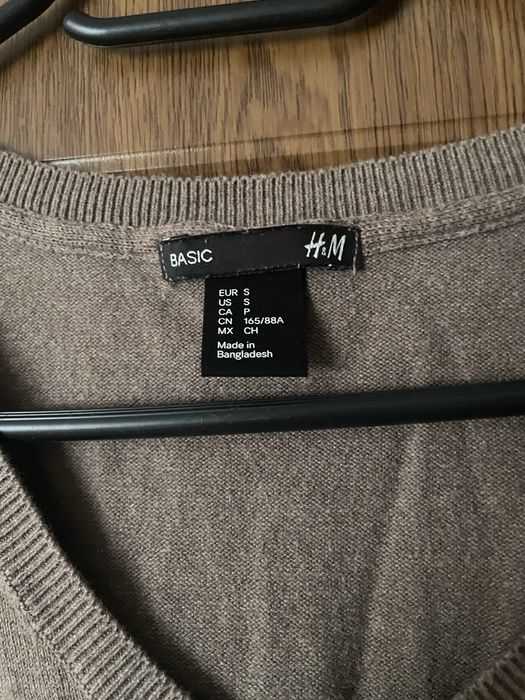 BASIC H&M
EUR S
US S
CA P
CN 165/88A
MX CH
Made in
Bangladesh